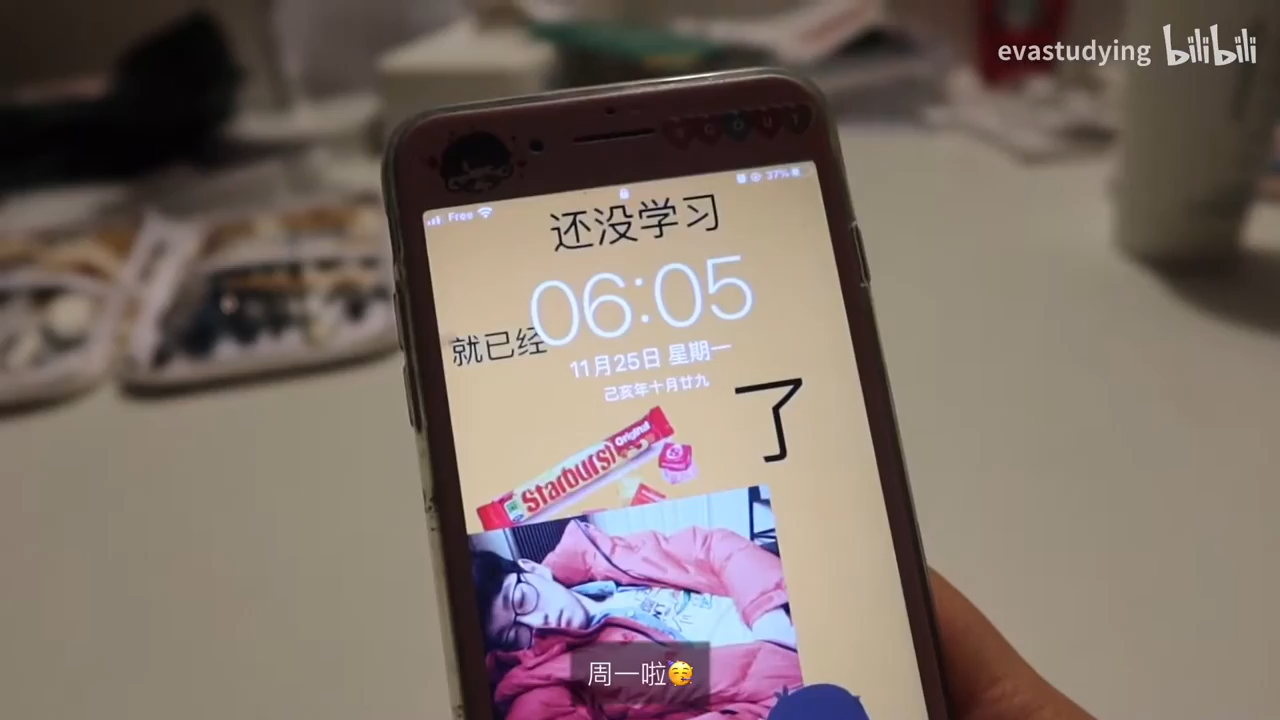 evastudying bilibili
Free 37%
还没学习
06:05
就已经
11月25日 星期一
己亥年十月廿九
了
Original
Starburst
周一啦🥳